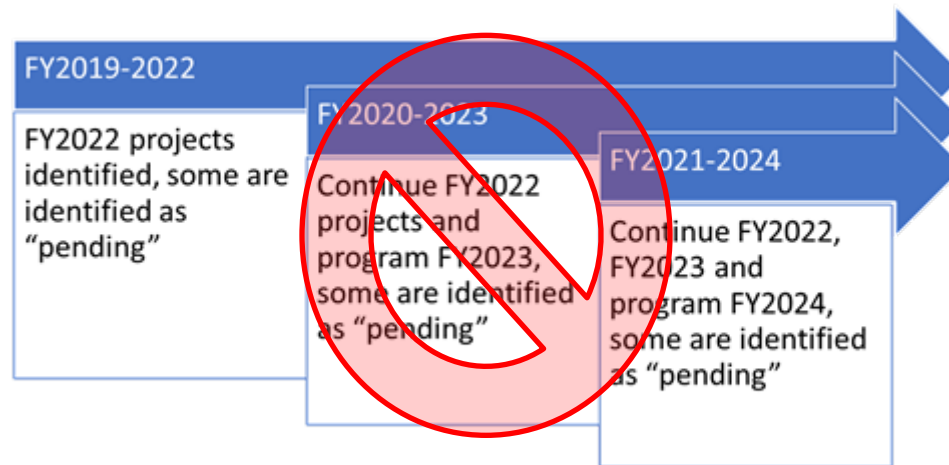 FY2019-2022
FY2022 projects
identified, some are
identified as
“pending”
FY2020-2023
Continue FY2022
projects and
program FY2023,
some are identified
as “pending”
FY2021-2024
Continue FY2022,
FY2023 and
program FY2024,
some are identified
as “pending”